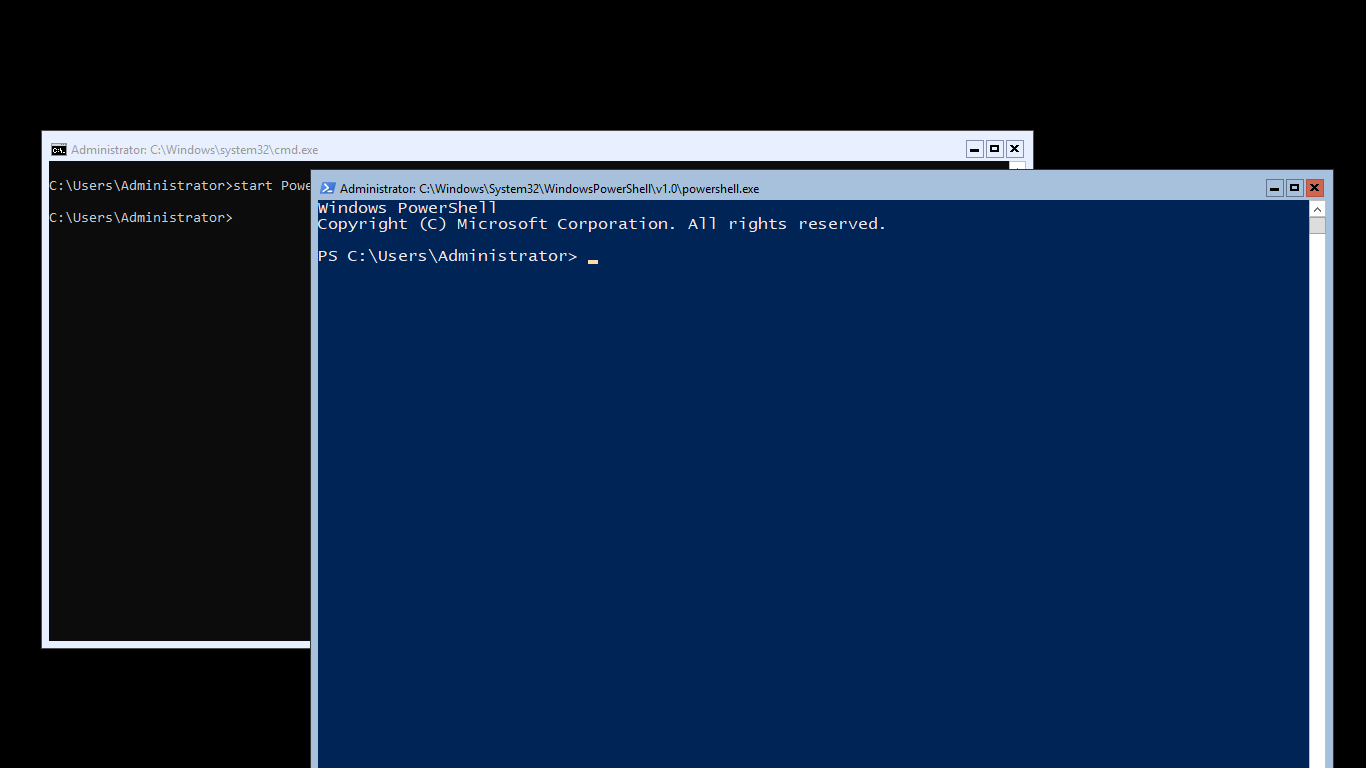 Administrator: C:\Windows\system32\cmd.exe
C:\Users\Administrator>start Powe
C:\Users\Administrator>
Administrator: C:\Windows\System32\WindowsPowerShell\v1.0\powershell.exe
Windows PowerShell
Copyright (C) Microsoft Corporation. All rights reserved.
PS C:\Users\Administrator>